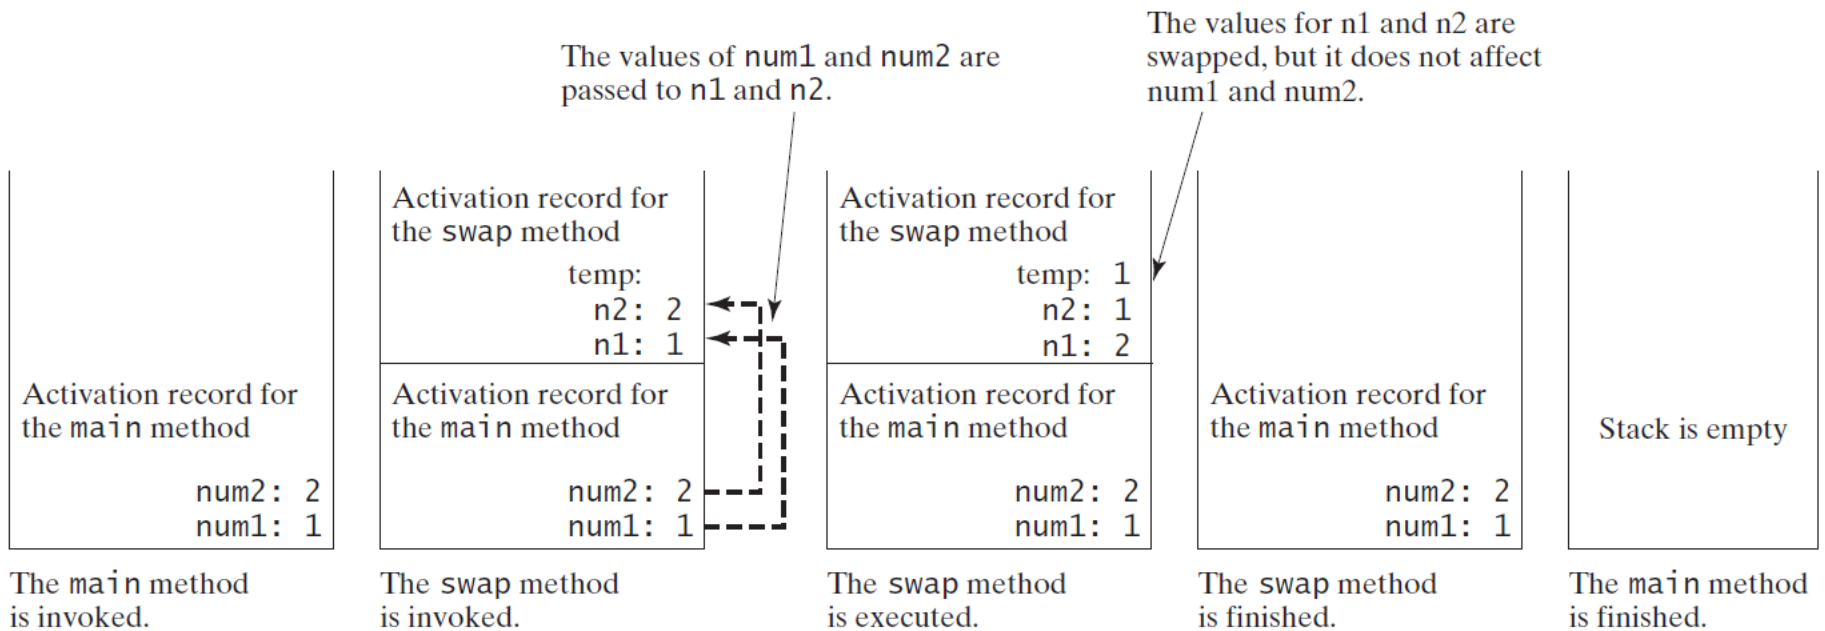 The values of num1 and num2 are
passed to n1 and n2.
The values for n1 and n2 are
swapped, but it does not affect
num1 and num2.
Activation record for
the main method
num2: 2
num1: 1
The main method
is invoked.
Activation record for
the swap method
temp:
n2: 2
n1: 1
Activation record for
the main method
num2: 2
num1: 1
The swap method
is invoked.
Activation record for
the swap method
temp: 1
n2: 1
n1: 2
Activation record for
the main method
num2: 2
num1: 1
The swap method
is executed.
Activation record for
the main method
num2: 2
num1: 1
The swap method
is finished.
Stack is empty
The main method
is finished.